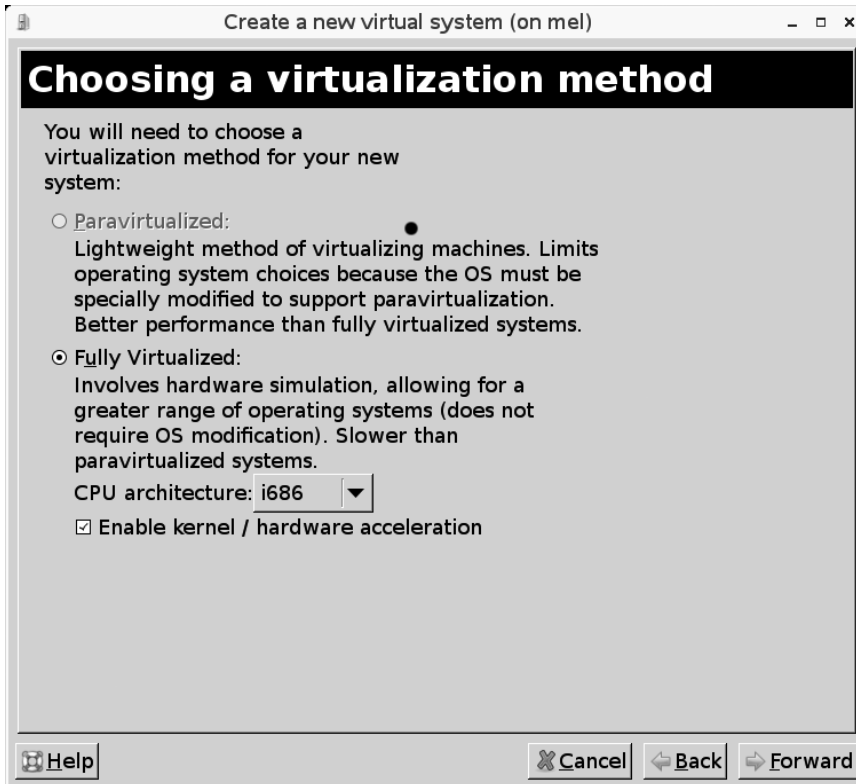 Create a new virtual system (on mel)
Choosing a virtualization method
You will need to choose a
virtualization method for your new
system:
Paravirtualized:
Lightweight method of virtualizing machines. Limits
operating system choices because the OS must be
specially modified to support paravirtualization.
Better performance than fully virtualized systems.
Fully Virtualized:
Involves hardware simulation, allowing for a
greater range of operating systems (does not
require OS modification). Slower than
paravirtualized systems.
CPU architecture: i686
Enable kernel / hardware acceleration
Help Cancel Back Forward